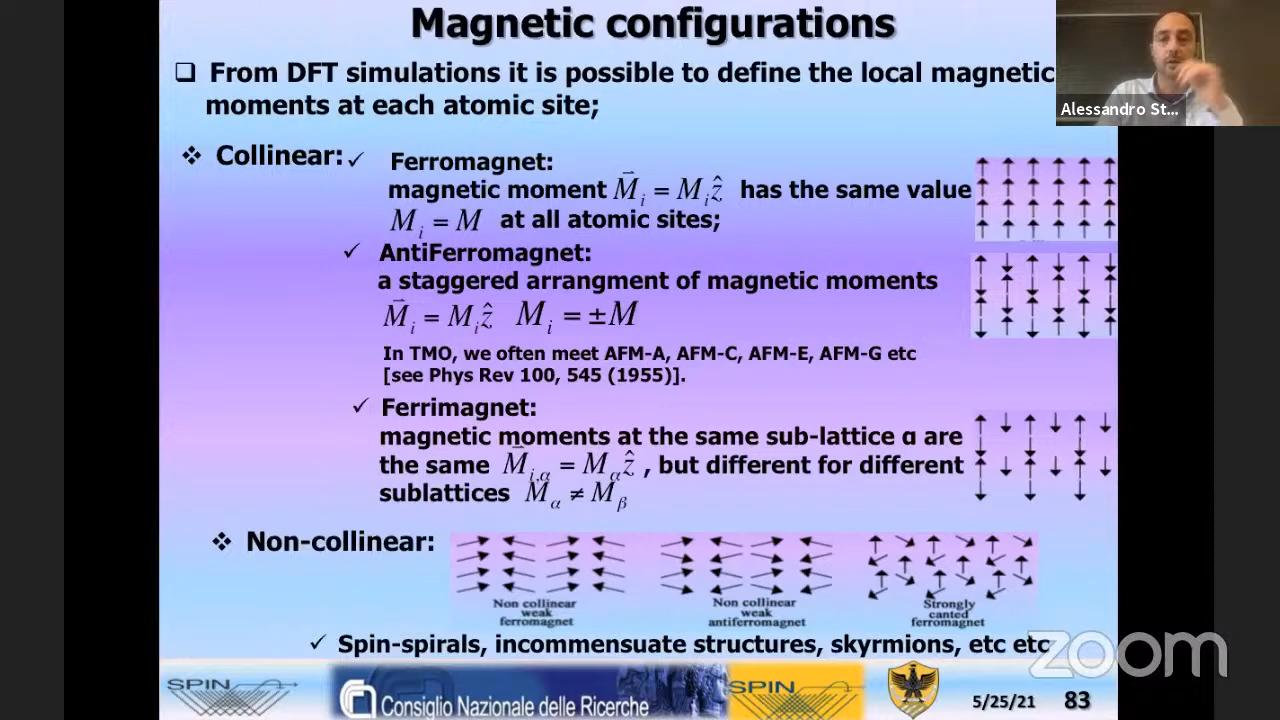 Magnetic configurations
❑ From DFT simulations it is possible to define the local magnetic
moments at each atomic site;
Alessandro St...
❖ Collinear:
✓ Ferromagnet:
magnetic moment M⃗ᵢ = Mᵢẑ has the same value
Mᵢ = M at all atomic sites;
✓ AntiFerromagnet:
a staggered arrangment of magnetic moments
M⃗ᵢ = Mᵢẑ Mᵢ = ±M
In TMO, we often meet AFM-A, AFM-C, AFM-E, AFM-G etc
[see Phys Rev 100, 545 (1955)].
✓ Ferrimagnet:
magnetic moments at the same sub-lattice α are
the same M⃗_{i,α} = M_α ẑ , but different for different
sublattices M_α ≠ M_β
❖ Non-collinear:
Non collinear
weak
ferromagnet
Non collinear
weak
antiferromagnet
Strongly
canted
ferromagnet
✓ Spin-spirals, incommensuate structures, skyrmions, etc etc
zoom
SPIN
Consiglio Nazionale delle Ricerche
SPIN
5/25/21
83